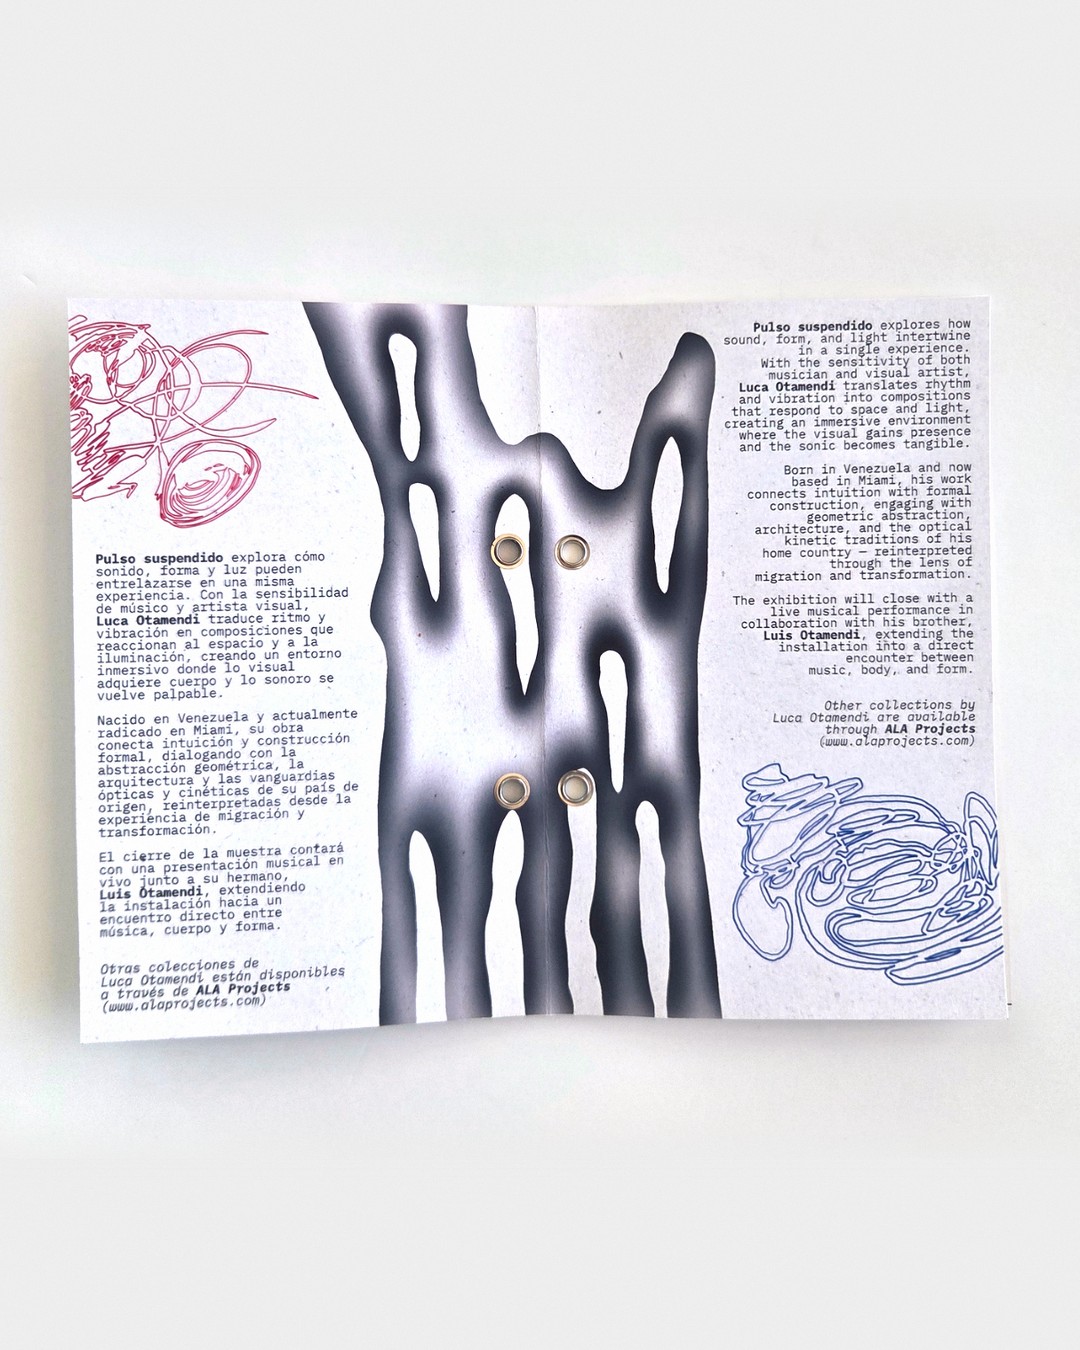 Pulso suspendido explora cómo
sonido, forma y luz pueden
entrelazarse en una misma
experiencia. Con la sensibilidad
de músico y artista visual,
Luca Otamendi traduce ritmo y
vibración en composiciones que
reaccionan al espacio y a la
iluminación, creando un entorno
inmersivo donde lo visual
adquiere cuerpo y lo sonoro se
vuelve palpable.
Nacido en Venezuela y actualmente
radicado en Miami, su obra
conecta intuición y construcción
formal, dialogando con la
abstracción geométrica, la
arquitectura y las vanguardias
ópticas y cinéticas de su país de
origen, reinterpretadas desde la
experiencia de migración y
transformación.
El cierre de la muestra contará
con una presentación musical en
vivo junto a su hermano,
Luis Otamendi, extendiendo
la instalación hacia un
encuentro directo entre
música, cuerpo y forma.
Otras colecciones de
Luca Otamendi están disponibles
a través de ALA Projects
(www.alaprojects.com)
Pulso suspendido explores how
sound, form, and light intertwine
in a single experience.
With the sensitivity of both
musician and visual artist,
Luca Otamendi translates rhythm
and vibration into compositions
that respond to space and light,
creating an immersive environment
where the visual gains presence
and the sonic becomes tangible.
Born in Venezuela and now
based in Miami, his work
connects intuition with formal
construction, engaging with
geometric abstraction,
architecture, and the optical
kinetic traditions of his
home country — reinterpreted
through the lens of
migration and transformation.
The exhibition will close with a
live musical performance in
collaboration with his brother,
Luis Otamendi, extending the
installation into a direct
encounter between
music, body, and form.
Other collections by
Luca Otamendi are available
through ALA Projects
(www.alaprojects.com)